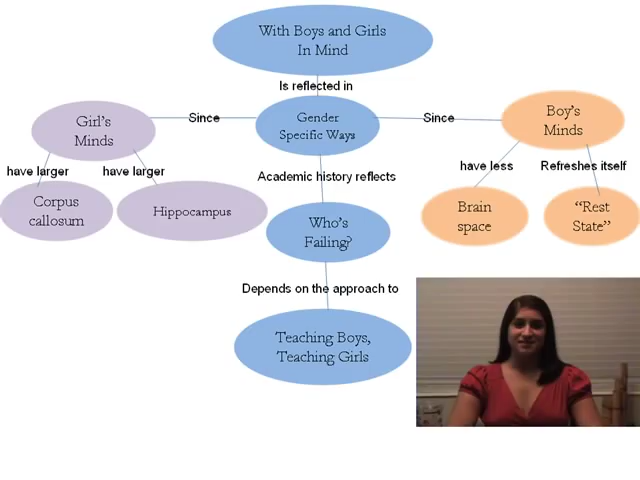 With Boys and Girls
In Mind
Is reflected in
Girl's
Minds
Since
Gender
Specific Ways
Since
Boy's
Minds
have larger
have larger
Academic history reflects
have less
Refreshes itself
Corpus
callosum
Hippocampus
Who's
Failing?
Brain
space
“Rest
State”
Depends on the approach to
Teaching Boys,
Teaching Girls